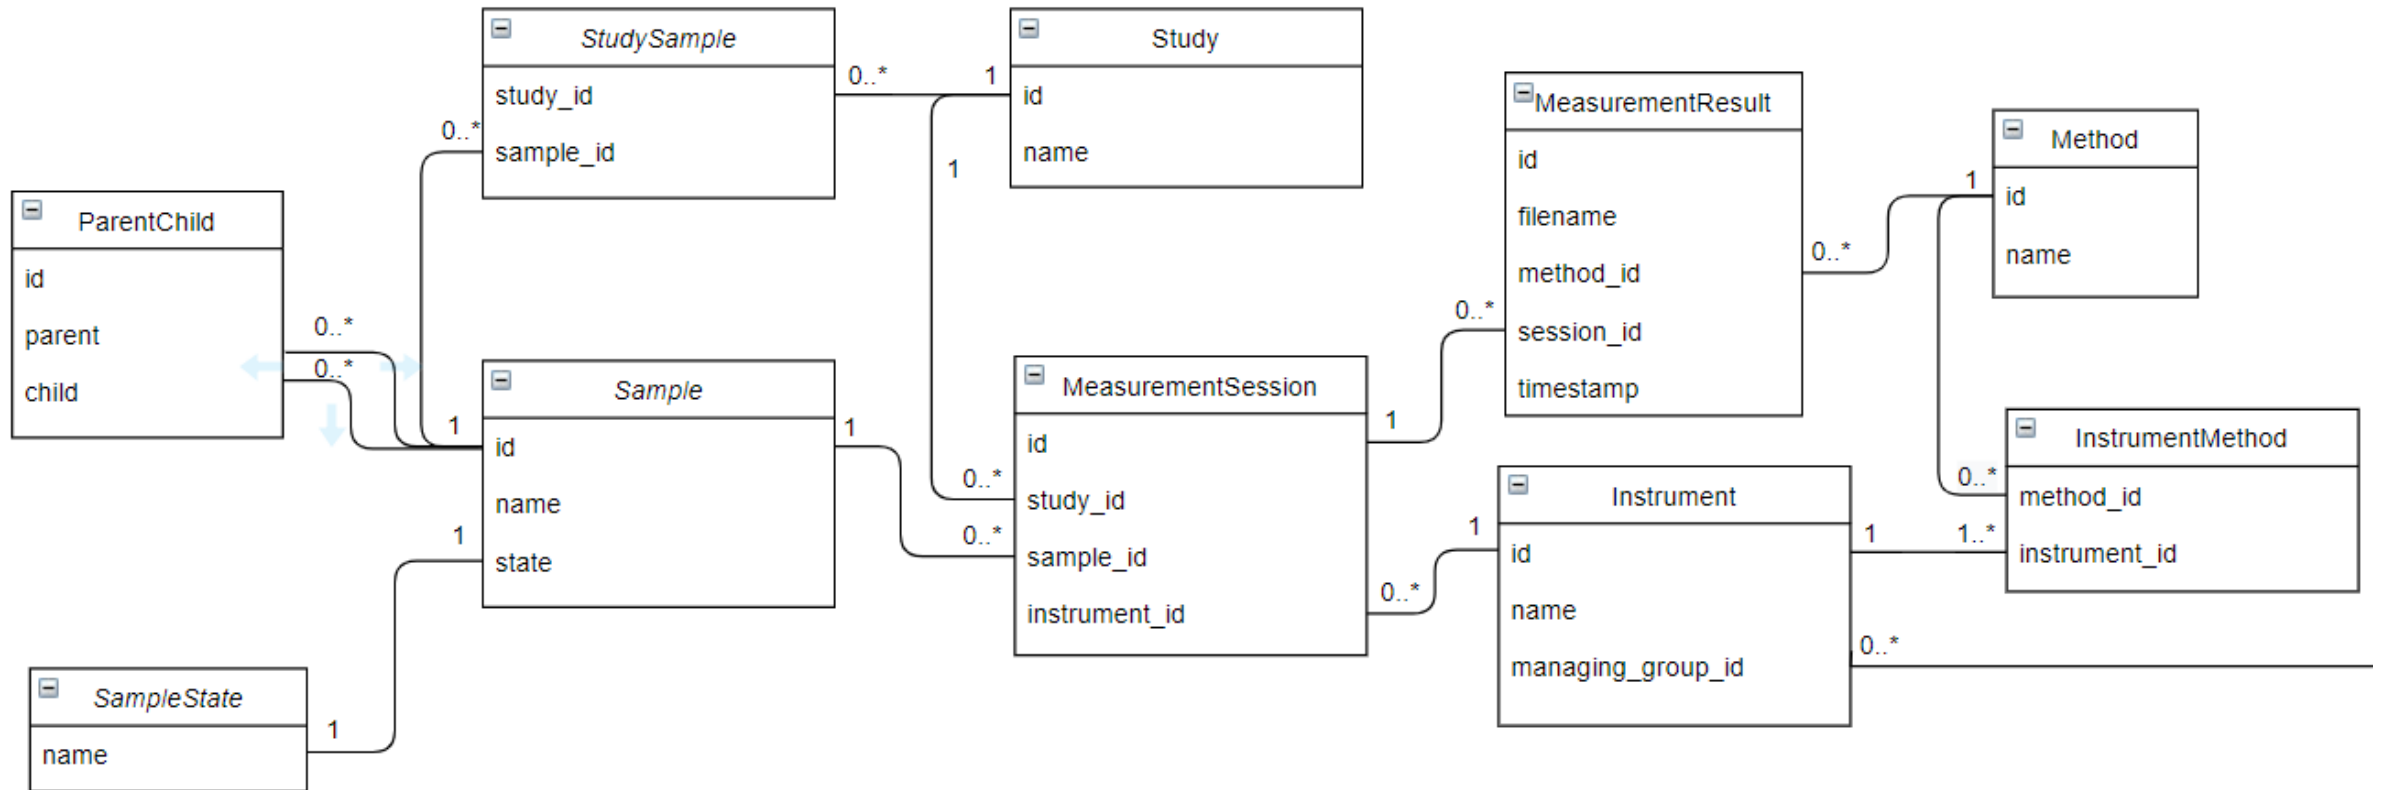 StudySample
study_id
sample_id
0..*
1
0..*
1
Study
id
name
ParentChild
id
parent
child
0..*
0..*
1
Sample
id
name
state
1
1
SampleState
name
1
MeasurementSession
id
study_id
sample_id
instrument_id
0..*
0..*
1
0..*
MeasurementResult
id
filename
method_id
session_id
timestamp
0..*
0..*
1
Method
id
name
Instrument
id
name
managing_group_id
1
1
0..*
InstrumentMethod
method_id
instrument_id
0..*
1..*